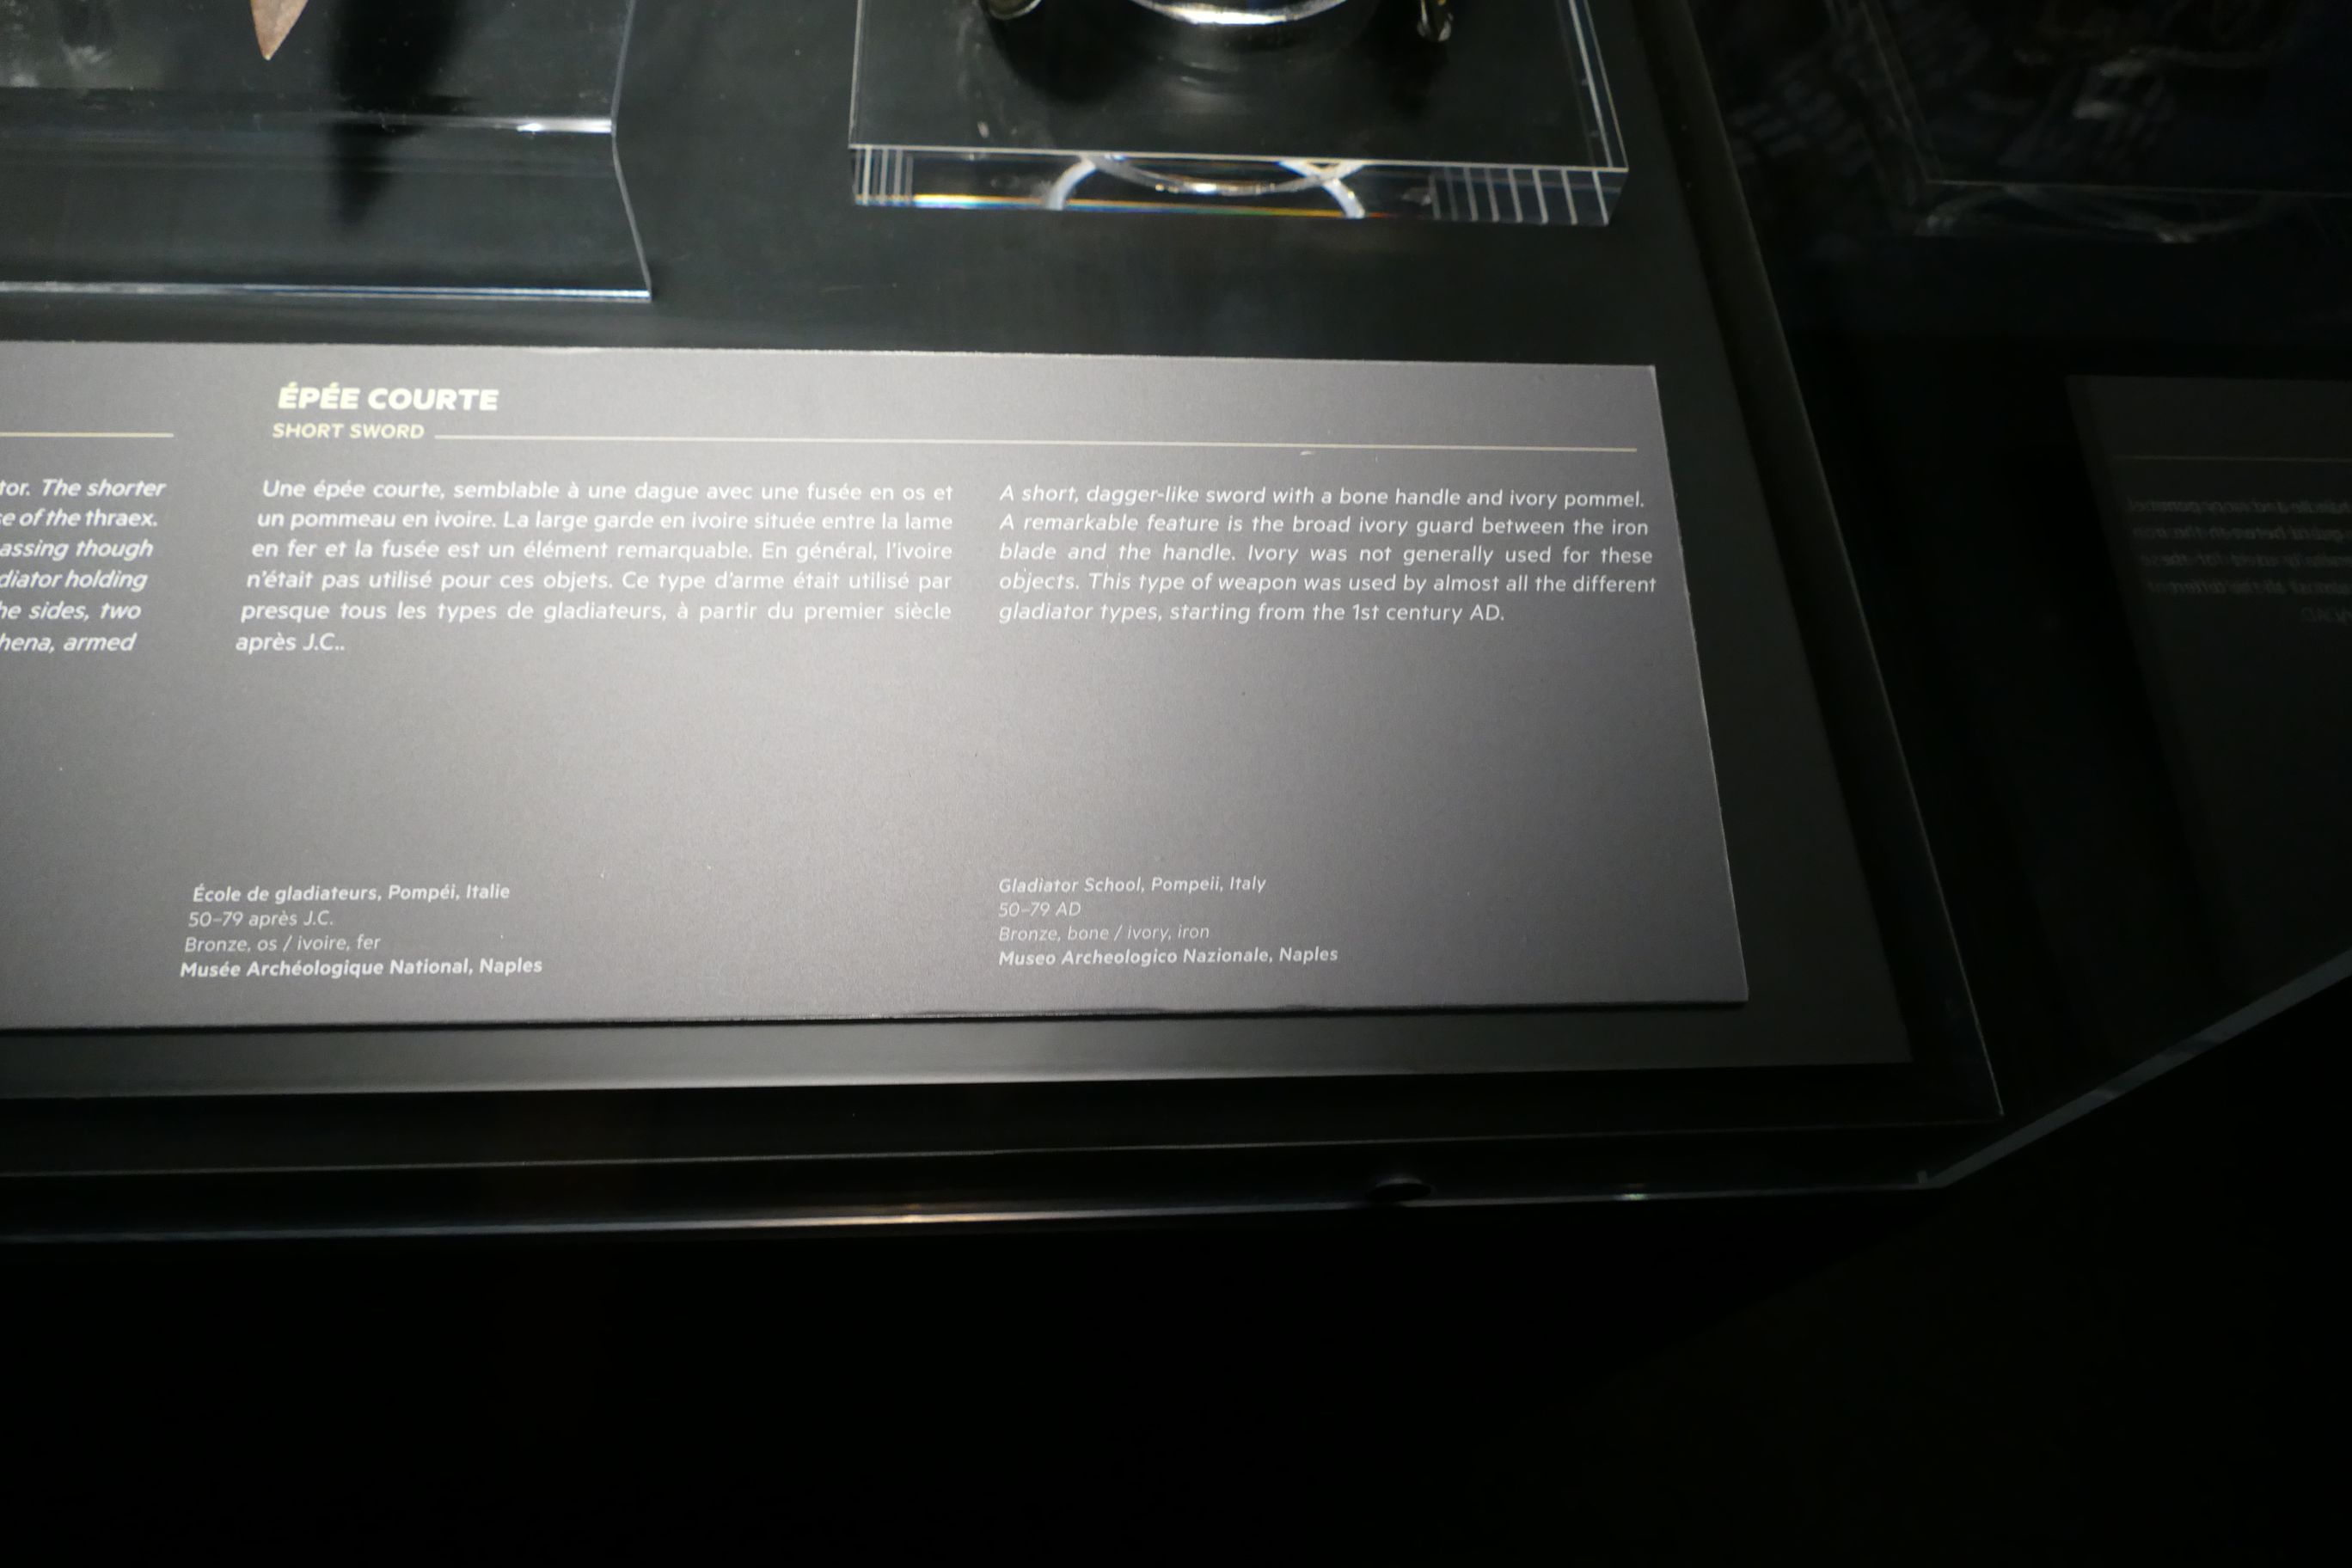 tor. The shorter
se of the thraex.
assing though
diator holding
he sides, two
hena, armed
ÉPÉE COURTE
SHORT SWORD
Une épée courte, semblable à une dague avec une fusée en os et
un pommeau en ivoire. La large garde en ivoire située entre la lame
en fer et la fusée est un élément remarquable. En général, l'ivoire
n'était pas utilisé pour ces objets. Ce type d'arme était utilisé par
presque tous les types de gladiateurs, à partir du premier siècle
après J.C..
A short, dagger-like sword with a bone handle and ivory pommel.
A remarkable feature is the broad ivory guard between the iron
blade and the handle. Ivory was not generally used for these
objects. This type of weapon was used by almost all the different
gladiator types, starting from the 1st century AD.
École de gladiateurs, Pompéi, Italie
50–79 après J.C.
Bronze, os / ivoire, fer
Musée Archéologique National, Naples
Gladiator School, Pompeii, Italy
50–79 AD
Bronze, bone / ivory, iron
Museo Archeologico Nazionale, Naples